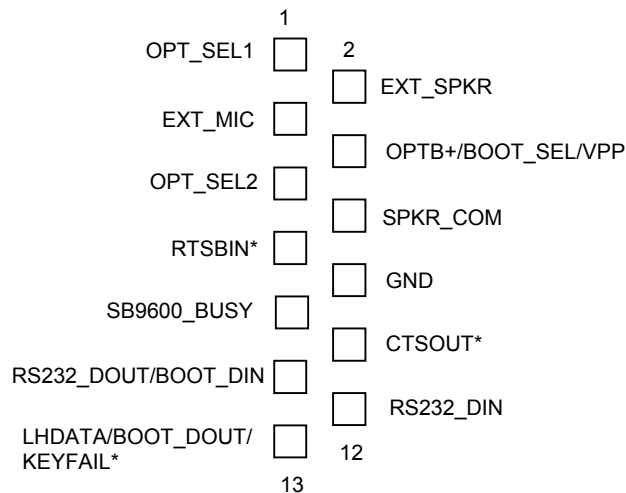 1
OPT_SEL1
2
EXT_SPKR
EXT_MIC
OPTB+/BOOT_SEL/VPP
OPT_SEL2
SPKR_COM
RTSBIN*
GND
SB9600_BUSY
CTSOUT*
RS232_DOUT/BOOT_DIN
RS232_DIN
LHDATA/BOOT_DOUT/
KEYFAIL*
12
13